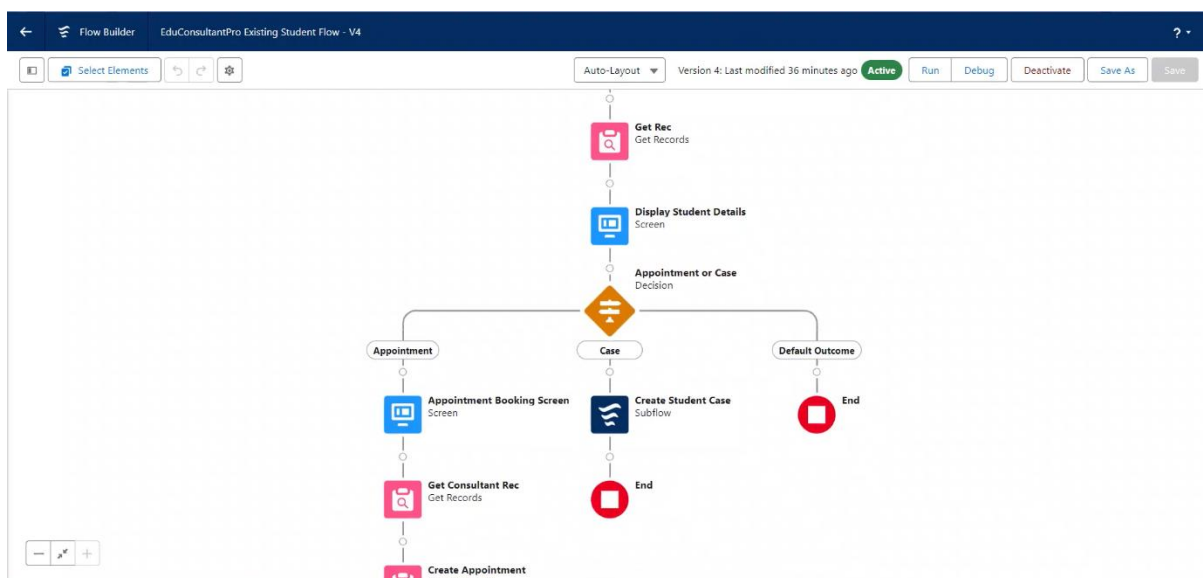 Flow Builder EduConsultantPro Existing Student Flow - V4 ?
Select Elements Auto-Layout Version 4: Last modified 36 minutes ago Active Run Debug Deactivate Save As Save
Get Rec
Get Records
Display Student Details
Screen
Appointment or Case
Decision
Appointment Case Default Outcome
Appointment Booking Screen Create Student Case End
Screen Subflow
Get Consultant Rec End
Get Records
Create Appointment